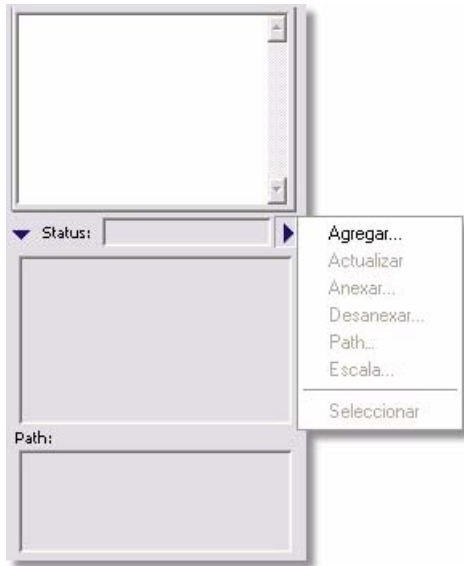 Status:
Agregar...
Actualizar
Anexar...
Desanexar...
Path...
Escala...
Seleccionar
Path: